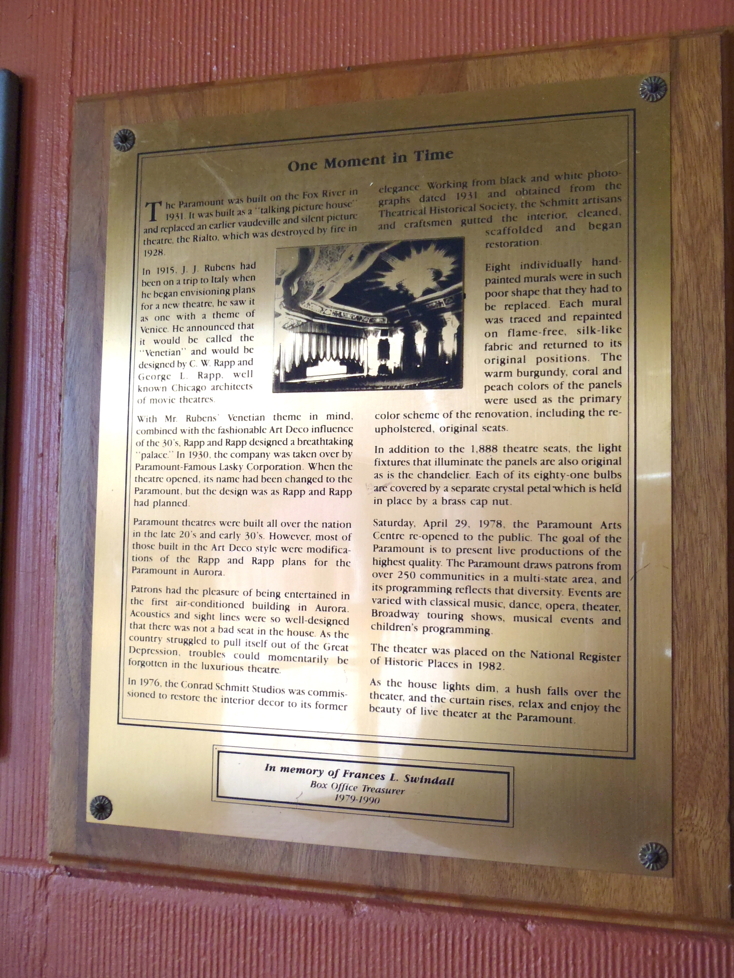 One Moment in Time
The Paramount was built on the Fox River in
1931. It was built as a "talking picture house"
and replaced an earlier vaudeville and silent picture
theatre, the Rialto, which was destroyed by fire in
1928.
In 1915, J. J. Rubens had
been on a trip to Italy when
he began envisioning plans
for a new theatre, he saw it
as one with a theme of
Venice. He announced that
it would be called the
"Venetian" and would be
designed by C. W. Rapp and
George L. Rapp, well
known Chicago architects
of movie theatres.
With Mr. Rubens' Venetian theme in mind,
combined with the fashionable Art Deco influence
of the 30's, Rapp and Rapp designed a breathtaking
"palace." In 1930, the company was taken over by
Paramount-Famous Lasky Corporation. When the
theatre opened, its name had been changed to the
Paramount, but the design was as Rapp and Rapp
had planned.
Paramount theatres were built all over the nation
in the late 20's and early 30's. However, most of
those built in the Art Deco style were modifica-
tions of the Rapp and Rapp plans for the
Paramount in Aurora.
Patrons had the pleasure of being entertained in
the first air-conditioned building in Aurora.
Acoustics and sight lines were so well-designed
that there was not a bad seat in the house. As the
country struggled to pull itself out of the Great
Depression, troubles could momentarily be
forgotten in the luxurious theatre.
In 1976, the Conrad Schmitt Studios was commis-
sioned to restore the interior decor to its former
elegance. Working from black and white photo-
graphs dated 1931 and obtained from the
Theatrical Historical Society, the Schmitt artisans
and craftsmen gutted the interior, cleaned,
scaffolded and began
restoration.
Eight individually hand-
painted murals were in such
poor shape that they had to
be replaced. Each mural
was traced and repainted
on flame-free, silk-like
fabric and returned to its
original positions. The
warm burgundy, coral and
peach colors of the panels
were used as the primary
color scheme of the renovation, including the re-
upholstered, original seats.
In addition to the 1,888 theatre seats, the light
fixtures that illuminate the panels are also original
as is the chandelier. Each of its eighty-one bulbs
are covered by a separate crystal petal which is held
in place by a brass cap nut.
Saturday, April 29, 1978, the Paramount Arts
Centre re-opened to the public. The goal of the
Paramount is to present live productions of the
highest quality. The Paramount draws patrons from
over 250 communities in a multi-state area, and
its programming reflects that diversity. Events are
varied with classical music, dance, opera, theater,
Broadway touring shows, musical events and
children's programming.
The theater was placed on the National Register
of Historic Places in 1982.
As the house lights dim, a hush falls over the
theater, and the curtain rises, relax and enjoy the
beauty of live theater at the Paramount.
In memory of Frances L. Swindall
Box Office Treasurer
1979-1990